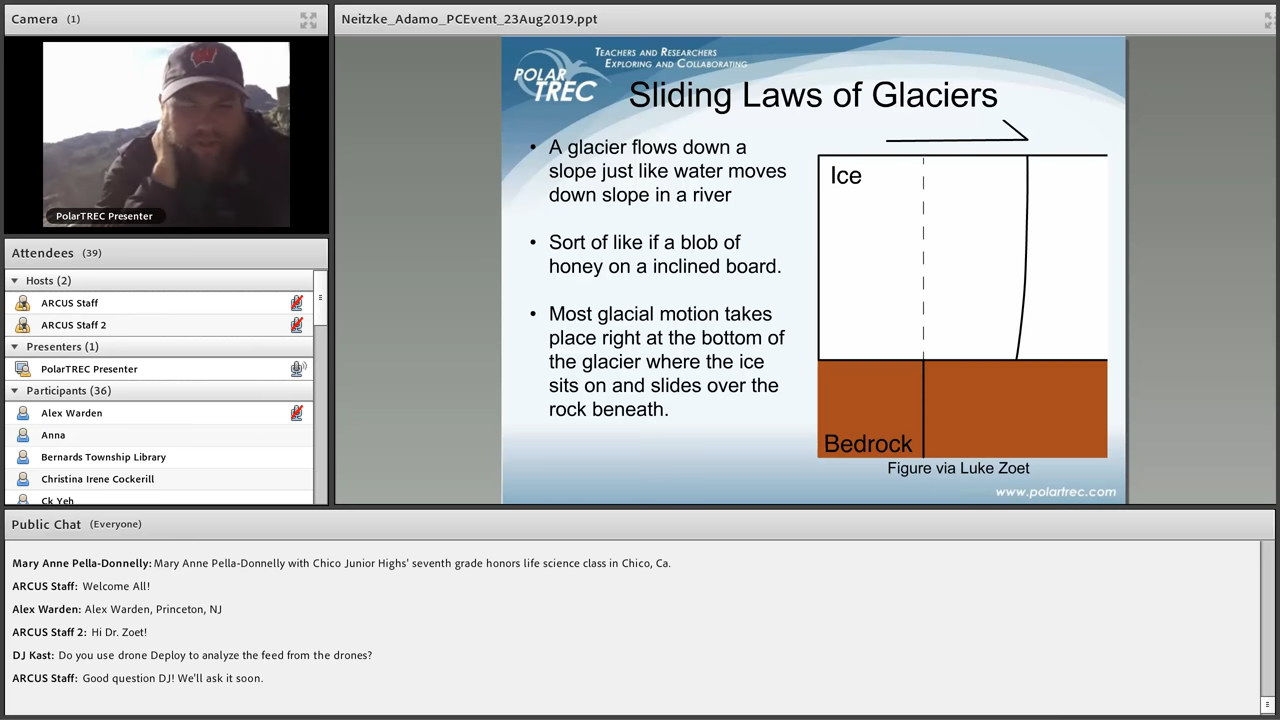 Camera (1)
PolarTREC Presenter
Attendees (39)
Hosts (2)
ARCUS Staff
ARCUS Staff 2
Presenters (1)
PolarTREC Presenter
Participants (36)
Alex Warden
Anna
Bernards Township Library
Christina Irene Cockerill
Ck Yeh
Neitzke_Adamo_PCEvent_23Aug2019.ppt
POLAR
TREC
TEACHERS AND RESEARCHERS
EXPLORING AND COLLABORATING
Sliding Laws of Glaciers
• A glacier flows down a
slope just like water moves
down slope in a river
• Sort of like if a blob of
honey on a inclined board.
• Most glacial motion takes
place right at the bottom of
the glacier where the ice
sits on and slides over the
rock beneath.
Ice
Bedrock
Figure via Luke Zoet
www.polartrec.com
Public Chat (Everyone)
Mary Anne Pella-Donnelly: Mary Anne Pella-Donnelly with Chico Junior Highs' seventh grade honors life science class in Chico, Ca.
ARCUS Staff: Welcome All!
Alex Warden: Alex Warden, Princeton, NJ
ARCUS Staff 2: Hi Dr. Zoet!
DJ Kast: Do you use drone Deploy to analyze the feed from the drones?
ARCUS Staff: Good question DJ! We'll ask it soon.